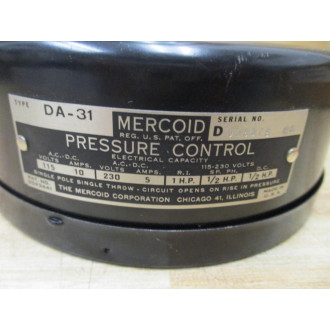 TYPE DA-31
MERCOID
REG. U.S. PAT. OFF.
SERIAL NO.
D
PRESSURE CONTROL
ELECTRICAL CAPACITY
A.C.-D.C. A.C.-D.C. 115-230 VOLTS
VOLTS AMPS. VOLTS AMPS. R.I. SP. PH. D.C.
115 10 230 5 1 H.P. 1/2 H.P. 1/2 H.P.
SINGLE POLE SINGLE THROW - CIRCUIT OPENS ON RISE IN PRESSURE
THE MERCOID CORPORATION CHICAGO 41, ILLINOIS